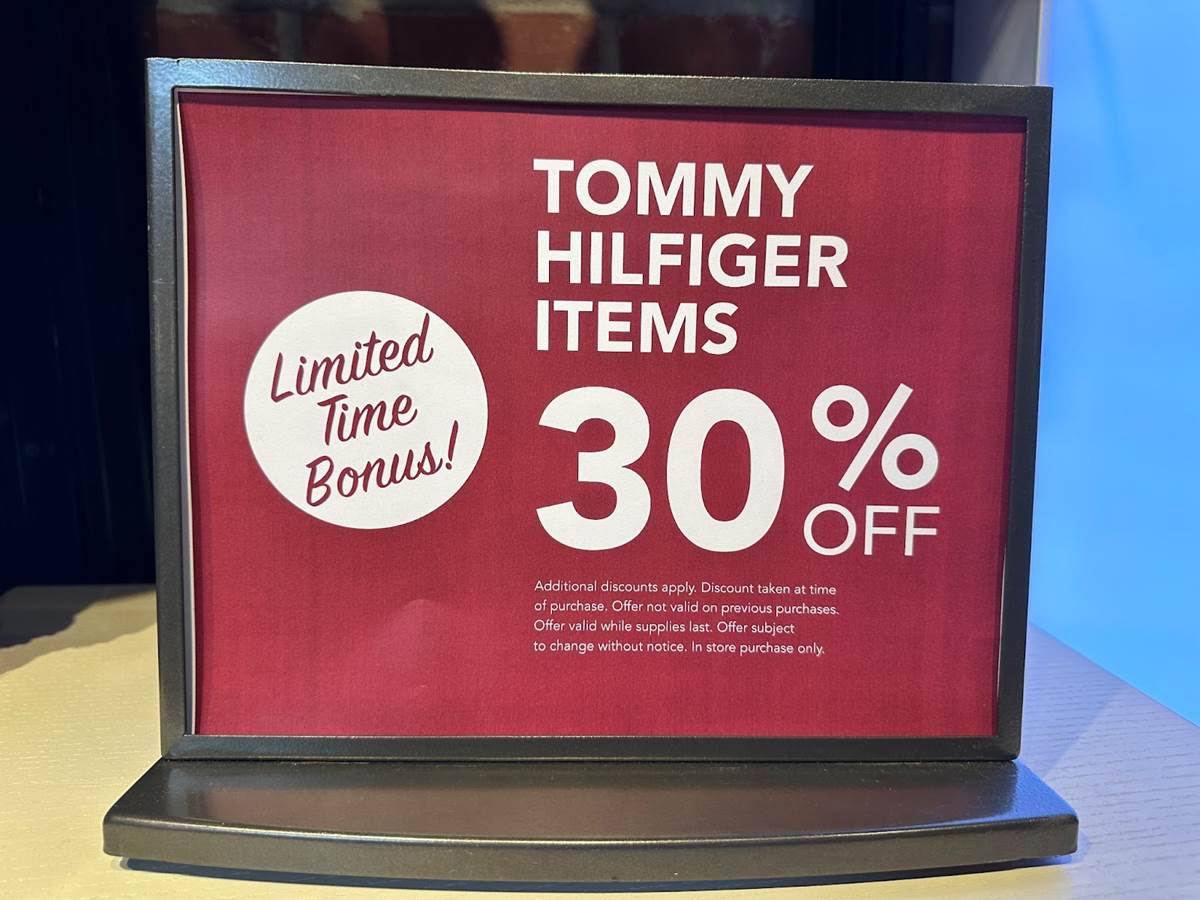 Limited
Time
Bonus!
TOMMY
HILFIGER
ITEMS
30%
OFF
Additional discounts apply. Discount taken at time
of purchase. Offer not valid on previous purchases.
Offer valid while supplies last. Offer subject
to change without notice. In store purchase only.